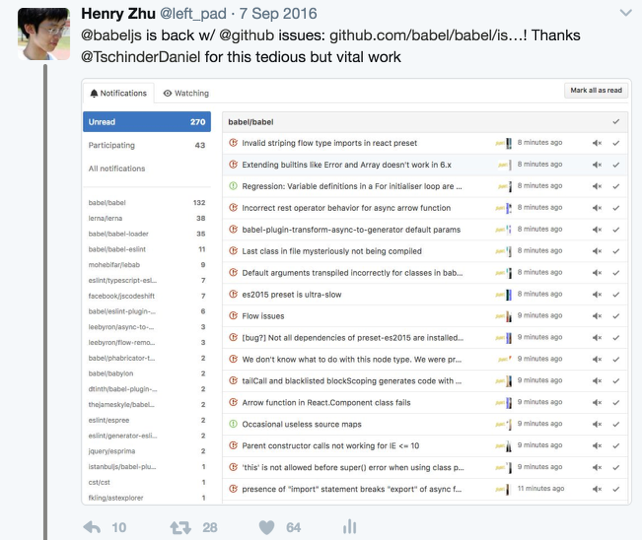 Henry Zhu @left_pad · 7 Sep 2016
@babeljs is back w/ @github issues: github.com/babel/babel/is…! Thanks
@TschinderDaniel for this tedious but vital work
Notifications Watching Mark all as read
Unread 270
Participating 43
All notifications
babel/babel 132
lerna/lerna 38
babel/babel-loader 35
babel/babel-eslint 11
mohebifar/lebab 9
eslint/typescript-esl... 7
facebook/jscodeshift 7
babel/eslint-plugin-... 6
leebyron/async-to-... 3
leebyron/flow-remo... 3
babel/phabricator-t... 2
babel/babylon 2
dtinth/babel-plugin-... 2
thejameskyle/babel... 2
eslint/espree 2
eslint/generator-esli... 2
jquery/esprima 2
istanbuljs/babel-plu... 1
cst/cst 1
fkling/astexplorer 1
babel/babel
Invalid striping flow type imports in react preset 8 minutes ago
Extending builtins like Error and Array doesn't work in 6.x 8 minutes ago
Regression: Variable definitions in a For initialiser loop are ... 8 minutes ago
Incorrect rest operator behavior for async arrow function 8 minutes ago
babel-plugin-transform-async-to-generator default params 8 minutes ago
Last class in file mysteriously not being compiled 8 minutes ago
Default arguments transpiled incorrectly for classes in bab... 8 minutes ago
es2015 preset is ultra-slow 8 minutes ago
Flow issues 9 minutes ago
[bug?] Not all dependencies of preset-es2015 are installed... 9 minutes ago
We don't know what to do with this node type. We were pr... 9 minutes ago
tailCall and blacklisted blockScoping generates code with ... 9 minutes ago
Arrow function in React.Component class fails 9 minutes ago
Occasional useless source maps 9 minutes ago
Parent constructor calls not working for IE <= 10 9 minutes ago
'this' is not allowed before super() error when using class p... 9 minutes ago
presence of "import" statement breaks "export" of async f... 11 minutes ago
10 28 64